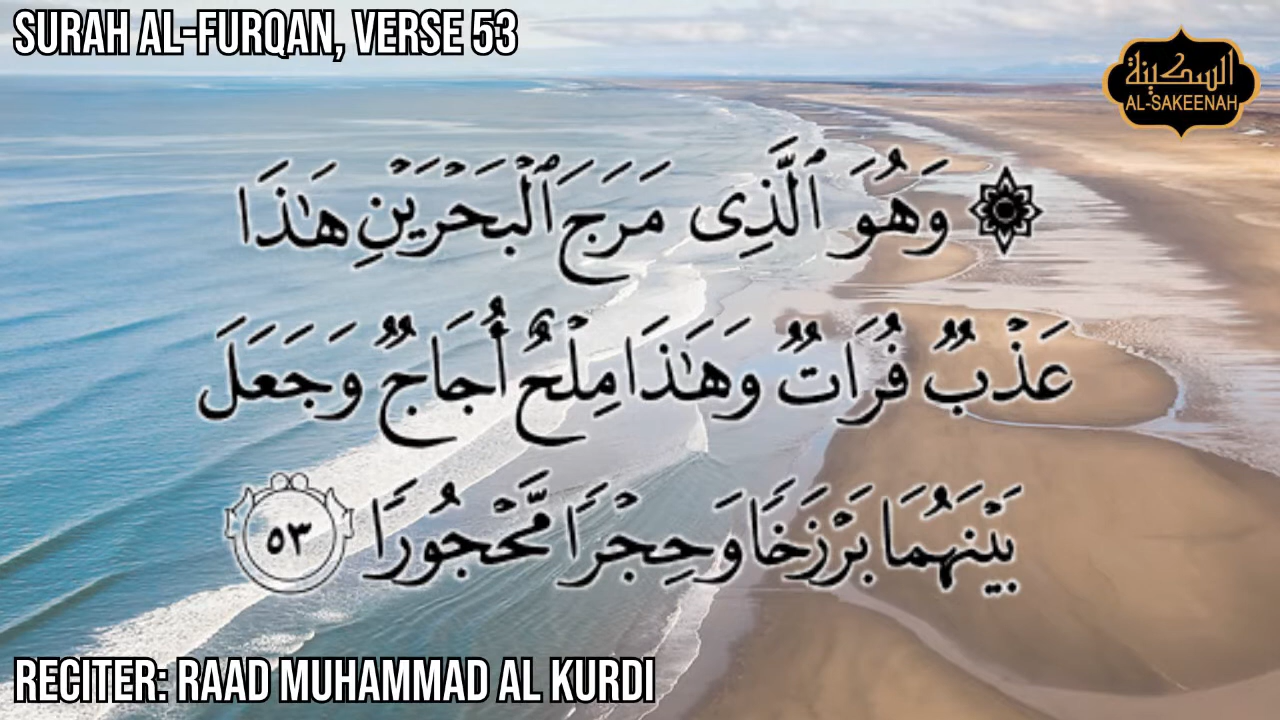 SURAH AL-FURQAN, VERSE 53
السكينة
AL-SAKEENAH
۞ وَهُوَ ٱلَّذِى مَرَجَ ٱلْبَحْرَيْنِ هَـٰذَا
عَذْبٌ فُرَاتٌ وَهَـٰذَا مِلْحٌ أُجَاجٌ وَجَعَلَ
بَيْنَهُمَا بَرْزَخًا وَحِجْرًا مَّحْجُورًا ٥٣
RECITER: RAAD MUHAMMAD AL KURDI